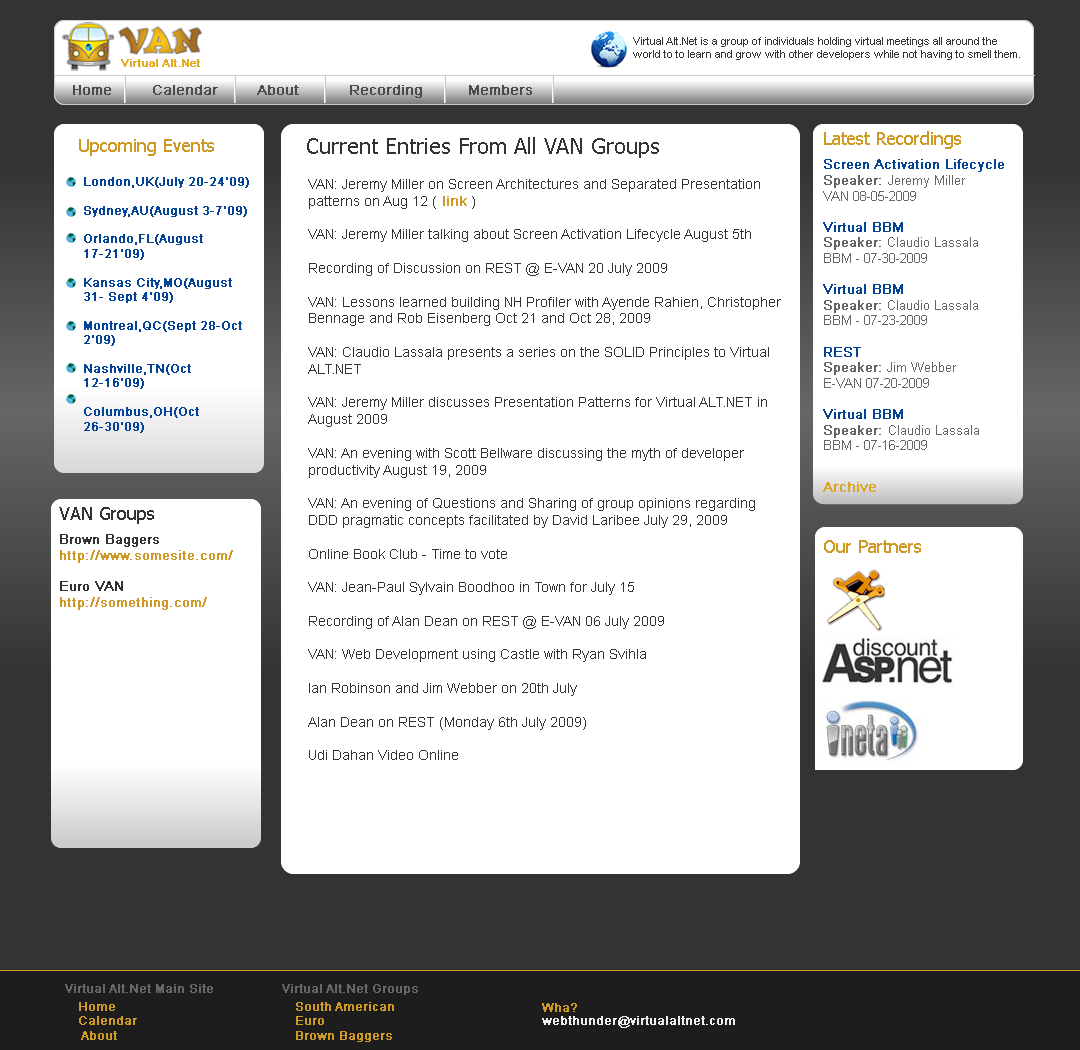 VAN
Virtual Alt.Net
Virtual Alt.Net is a group of individuals holding virtual meetings all around the
world to to learn and grow with other developers while not having to smell them.
Home Calendar About Recording Members
Upcoming Events
London,UK(July 20-24'09)
Sydney,AU(August 3-7'09)
Orlando,FL(August
17-21'09)
Kansas City,MO(August
31- Sept 4'09)
Montreal,QC(Sept 28-Oct
2'09)
Nashville,TN(Oct
12-16'09)
Columbus,OH(Oct
26-30'09)
VAN Groups
Brown Baggers
http://www.somesite.com/
Euro VAN
http://something.com/
Current Entries From All VAN Groups
VAN: Jeremy Miller on Screen Architectures and Separated Presentation
patterns on Aug 12 ( link )
VAN: Jeremy Miller talking about Screen Activation Lifecycle August 5th
Recording of Discussion on REST @ E-VAN 20 July 2009
VAN: Lessons learned building NH Profiler with Ayende Rahien, Christopher
Bennage and Rob Eisenberg Oct 21 and Oct 28, 2009
VAN: Claudio Lassala presents a series on the SOLID Principles to Virtual
ALT.NET
VAN: Jeremy Miller discusses Presentation Patterns for Virtual ALT.NET in
August 2009
VAN: An evening with Scott Bellware discussing the myth of developer
productivity August 19, 2009
VAN: An evening of Questions and Sharing of group opinions regarding
DDD pragmatic concepts facilitated by David Laribee July 29, 2009
Online Book Club - Time to vote
VAN: Jean-Paul Sylvain Boodhoo in Town for July 15
Recording of Alan Dean on REST @ E-VAN 06 July 2009
VAN: Web Development using Castle with Ryan Svihla
Ian Robinson and Jim Webber on 20th July
Alan Dean on REST (Monday 6th July 2009)
Udi Dahan Video Online
Latest Recordings
Screen Activation Lifecycle
Speaker: Jeremy Miller
VAN 08-05-2009
Virtual BBM
Speaker: Claudio Lassala
BBM - 07-30-2009
Virtual BBM
Speaker: Claudio Lassala
BBM - 07-23-2009
REST
Speaker: Jim Webber
E-VAN 07-20-2009
Virtual BBM
Speaker: Claudio Lassala
BBM - 07-16-2009
Archive
Our Partners
discount
ASP.net
ineta
Virtual Alt.Net Main Site
Home
Calendar
About
Virtual Alt.Net Groups
South American
Euro
Brown Baggers
Wha?
webthunder@virtualaltnet.com